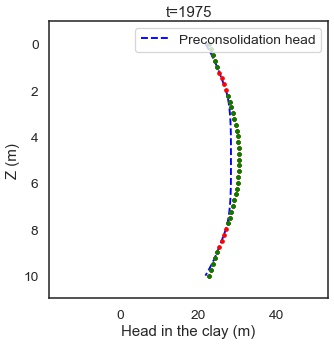 t=1975
Preconsolidation head
0
2
4
6
8
10
Z (m)
0
20
40
Head in the clay (m)